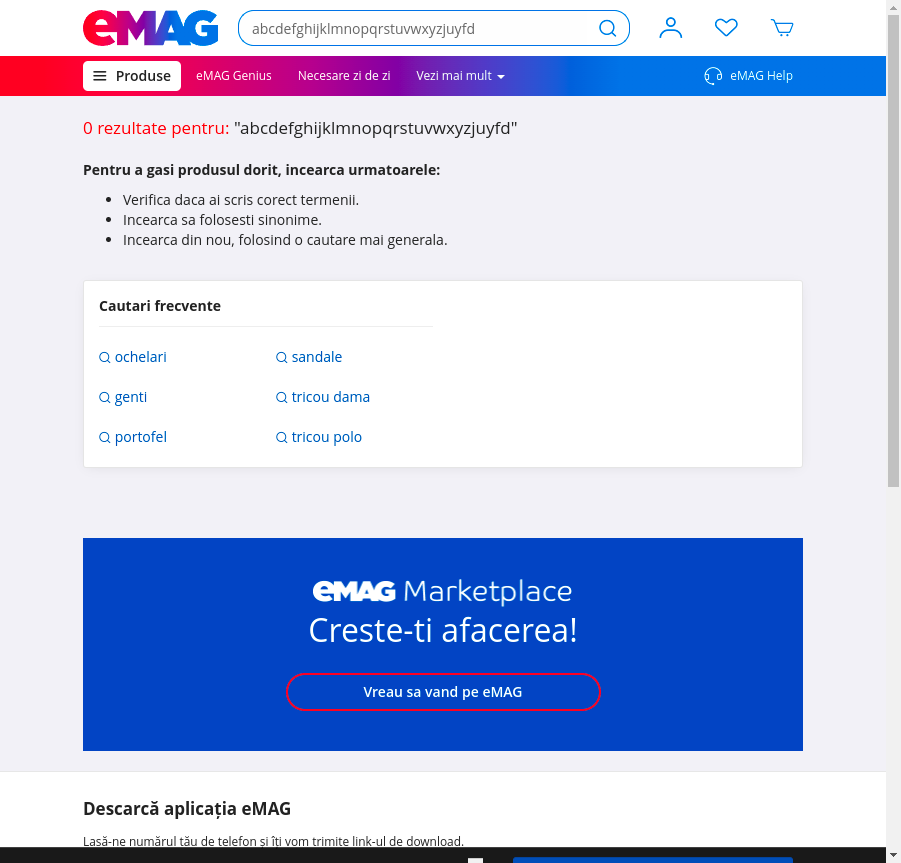 eMAG
abcdefghijklmnopqrstuvwxyzjuyfd
Produse
eMAG Genius
Necesare zi de zi
Vezi mai mult
eMAG Help
0 rezultate pentru: "abcdefghijklmnopqrstuvwxyzjuyfd"
Pentru a gasi produsul dorit, incearca urmatoarele:
Verifica daca ai scris corect termenii.
Incearca sa folosesti sinonime.
Incearca din nou, folosind o cautare mai generala.
Cautari frecvente
ochelari
sandale
genti
tricou dama
portofel
tricou polo
eMAG Marketplace
Creste-ti afacerea!
Vreau sa vand pe eMAG
Descarcă aplicația eMAG
Lasă-ne numărul tău de telefon și îți vom trimite link-ul de download.